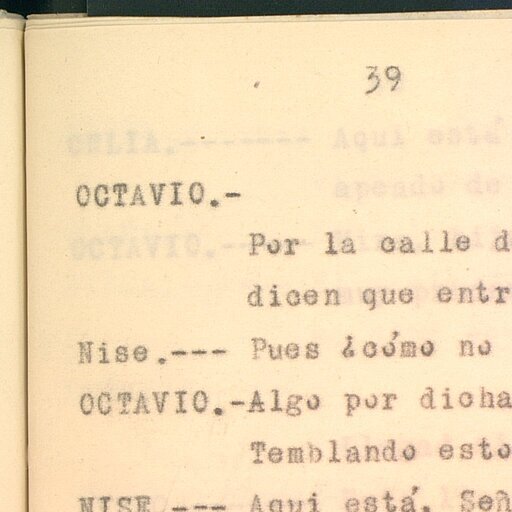 39
OCTAVIO.-
Por la calle d
dicen que entr
Nise.--- Pues ¿cómo no
OCTAVIO.-Algo por dicha
Temblando esto
NISE.--- Aquí está. Señ